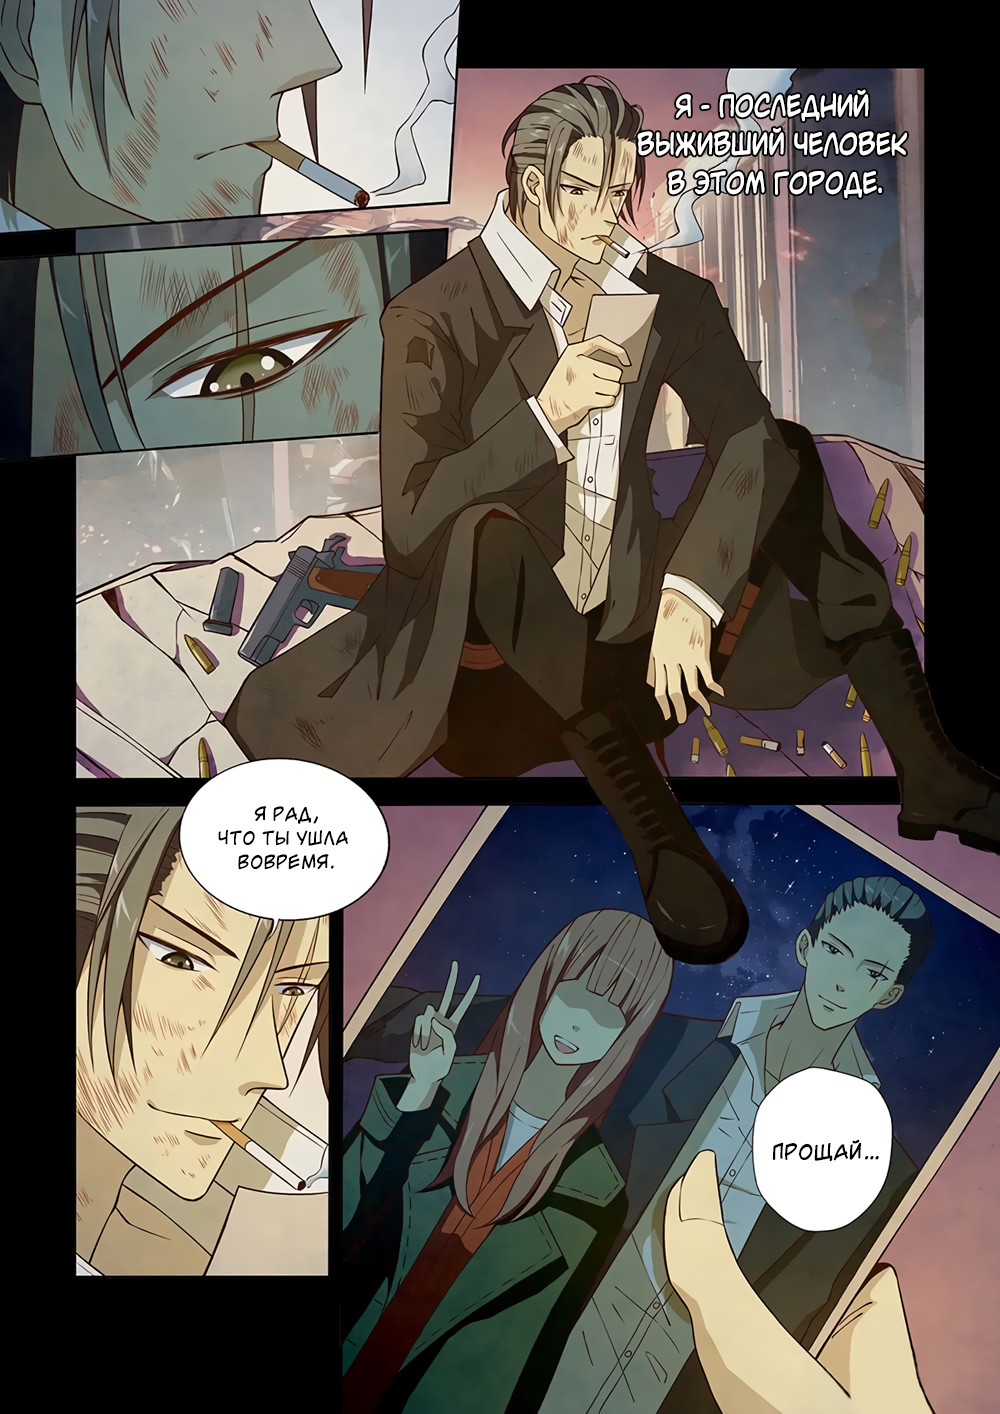 Я - ПОСЛЕДНИЙ
ВЫЖИВШИЙ ЧЕЛОВЕК
В ЭТОМ ГОРОДЕ.
Я РАД,
ЧТО ТЫ УШЛА
ВОВРЕМЯ.
ПРОЩАЙ...